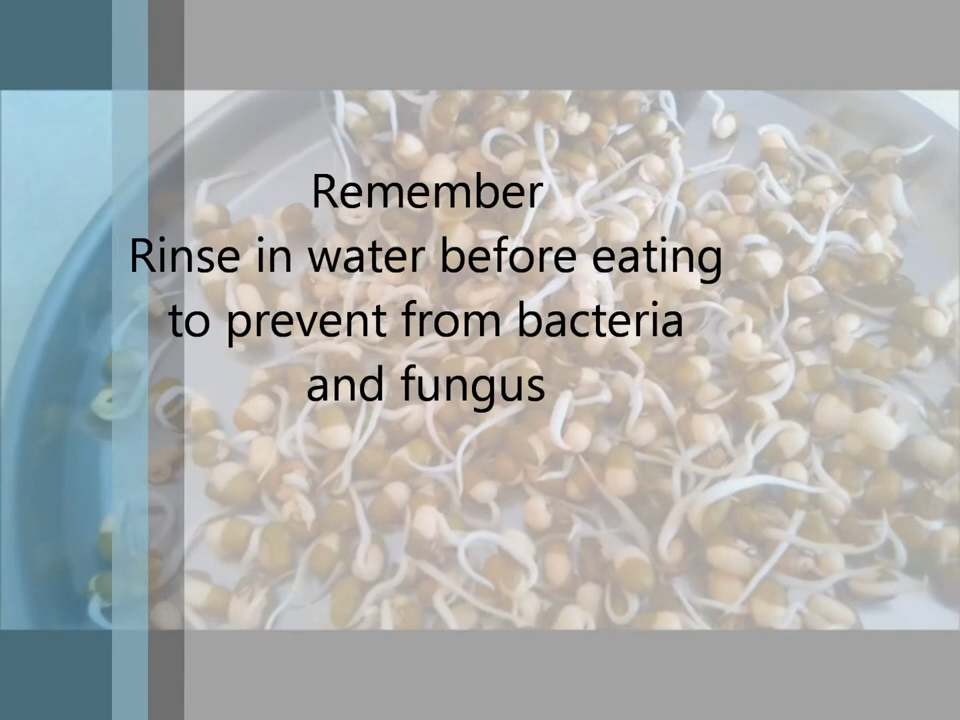 Remember
Rinse in water before eating
to prevent from bacteria
and fungus